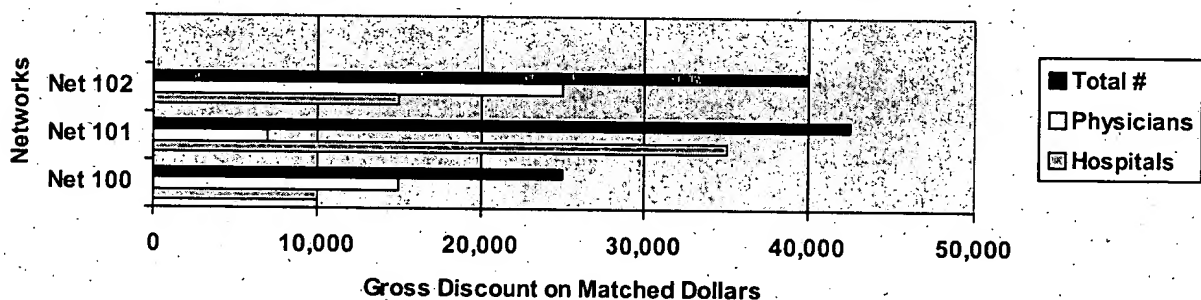 Networks
Net 102
Net 101
Net 100
0 10,000 20,000 30,000 40,000 50,000
Gross Discount on Matched Dollars
Total #
Physicians
Hospitals